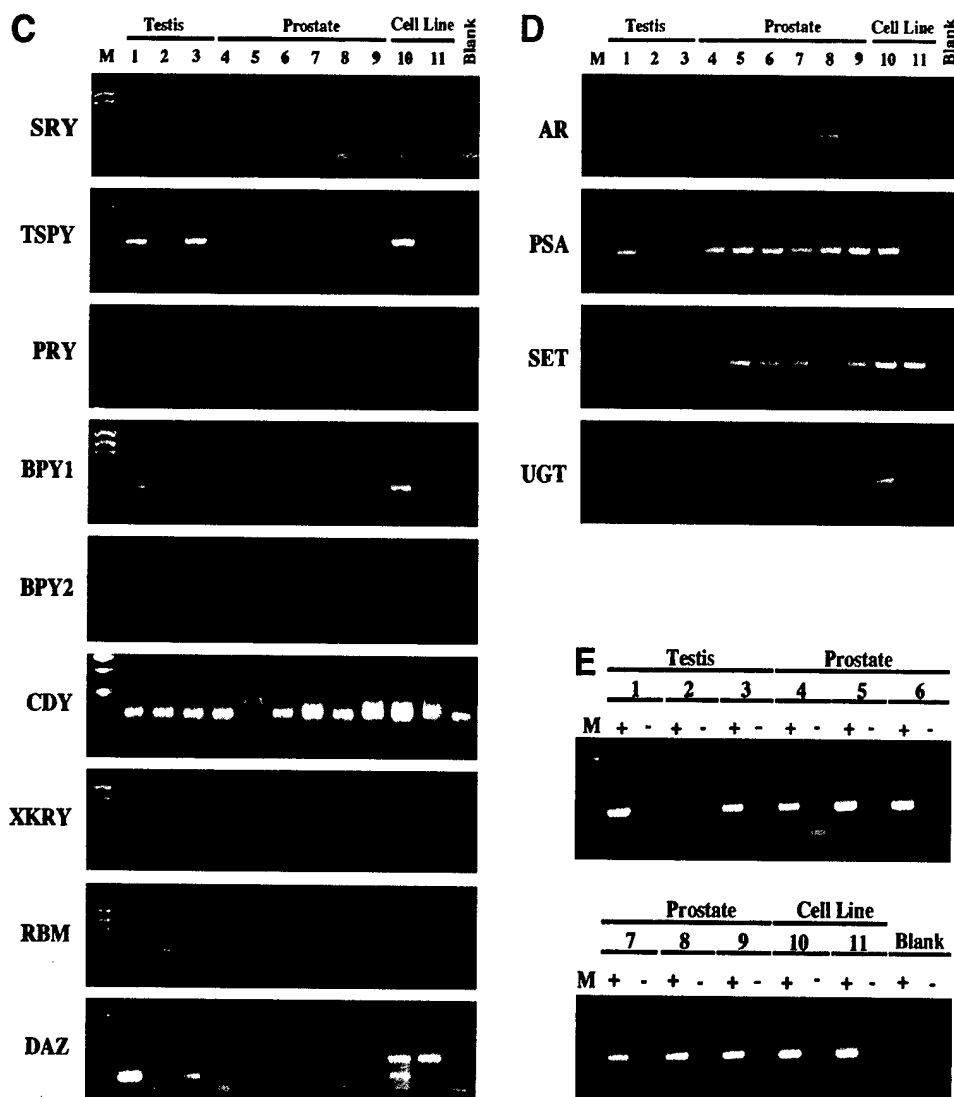 C
Testis Prostate Cell Line
M 1 2 3 4 5 6 7 8 9 10 11 Blank
SRY
TSPY
PRY
BPY1
BPY2
CDY
XKRY
RBM
DAZ
D
Testis Prostate Cell Line
M 1 2 3 4 5 6 7 8 9 10 11 Blank
AR
PSA
SET
UGT
E
Testis Prostate
1 2 3 4 5 6
M + - + - + - + - + - + -
Prostate Cell Line
7 8 9 10 11 Blank
M + - + - + - + - + - + -